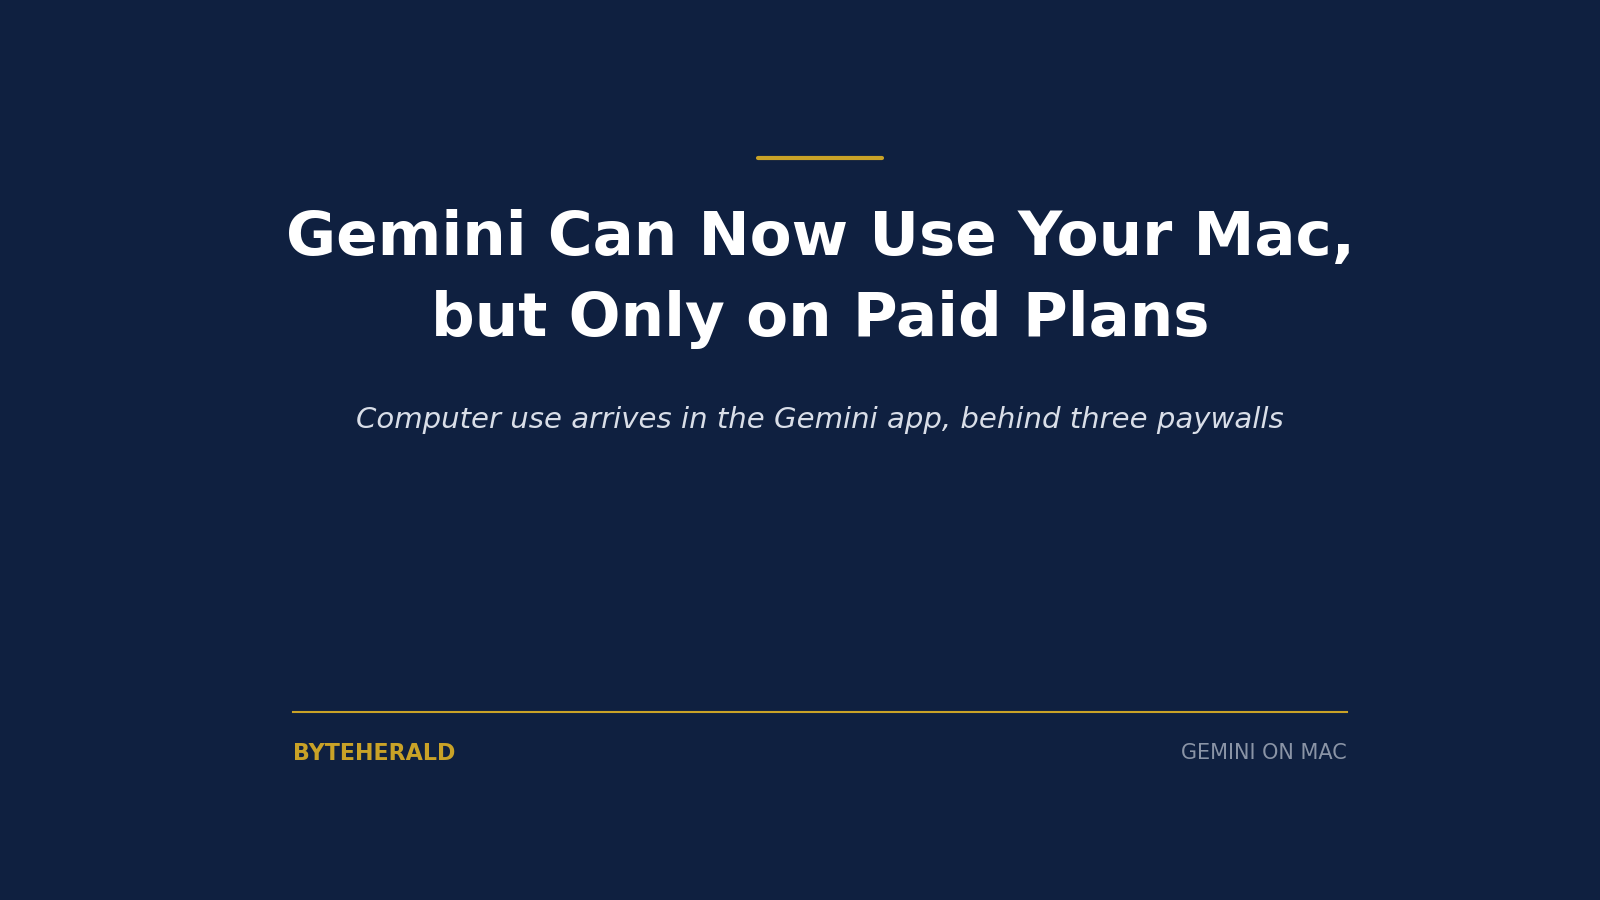 Gemini Can Now Use Your Mac,
but Only on Paid Plans
Computer use arrives in the Gemini app, behind three paywalls
BYTEHERALD
GEMINI ON MAC